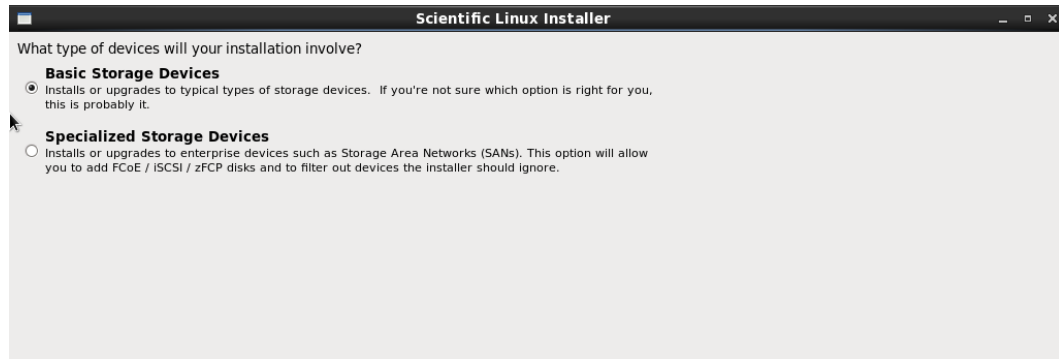 Scientific Linux Installer
What type of devices will your installation involve?
Basic Storage Devices
Installs or upgrades to typical types of storage devices.  If you're not sure which option is right for you,
this is probably it.
Specialized Storage Devices
Installs or upgrades to enterprise devices such as Storage Area Networks (SANs). This option will allow
you to add FCoE / iSCSI / zFCP disks and to filter out devices the installer should ignore.